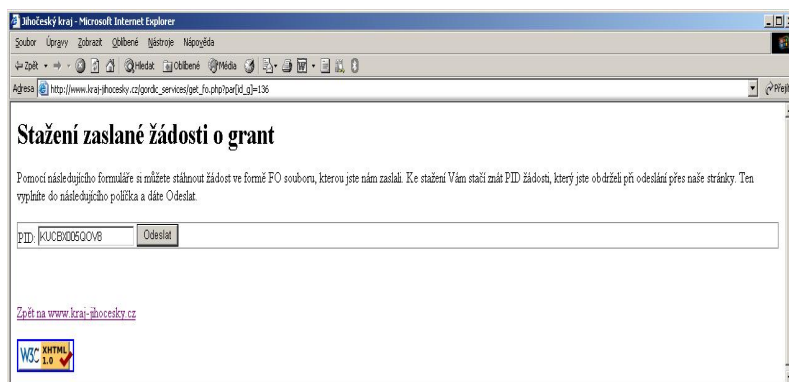 Jihočeský kraj - Microsoft Internet Explorer
Soubor Úpravy Zobrazit Oblíbené Nástroje Nápověda
Zpět Hledat Oblíbené Média
Adresa http://www.kraj-jihocesky.cz/gordic_services/get_fo.php?par[id_g]=136 Přejít
Stažení zaslané žádosti o grant
Pomocí následujícího formuláře si můžete stáhnout žádost ve formě FO souboru, kterou jste nám zaslali. Ke stažení Vám stačí znát PID žádosti, který jste obdrželi při odeslání přes naše stránky. Ten
vyplníte do následujícího políčka a dáte Odeslat.
PID: KUCBX005QOV8 Odeslat
Zpět na www.kraj-jihocesky.cz
W3C XHTML 1.0